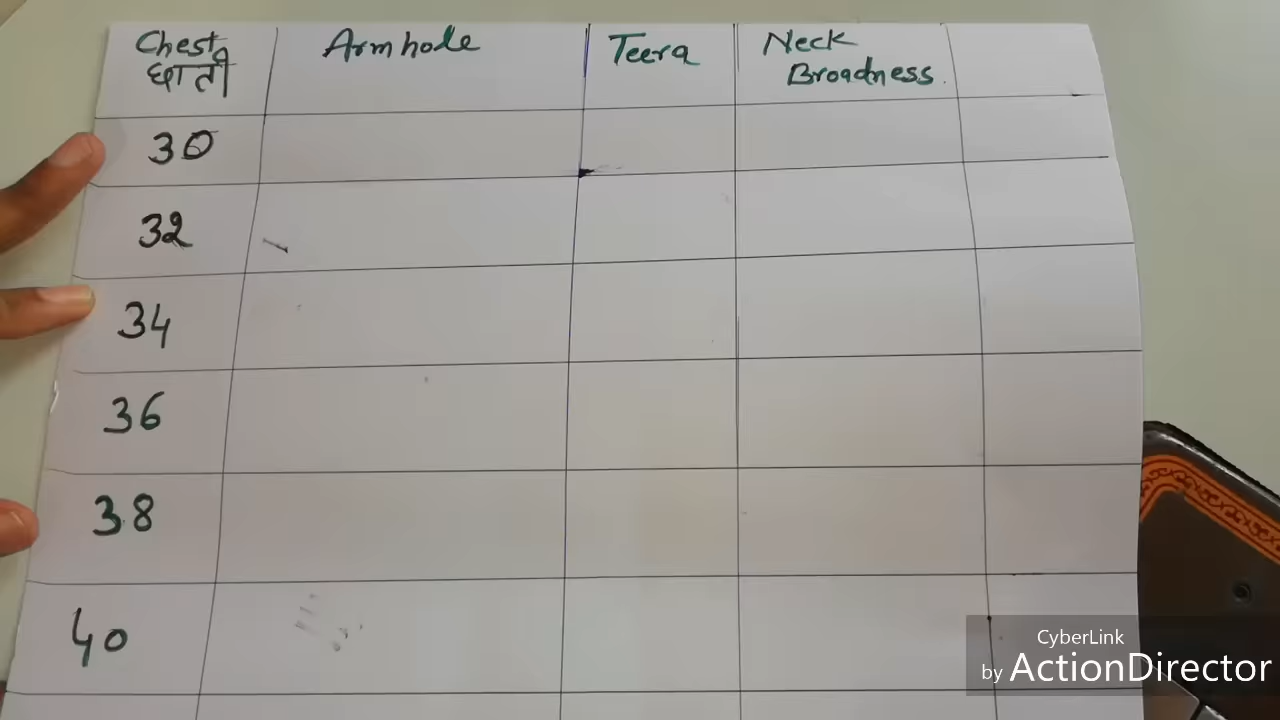 Chest
छाती
Armhole
Teera
Neck
Broadness.
30
32
34
36
38
40
CyberLink
by ActionDirector